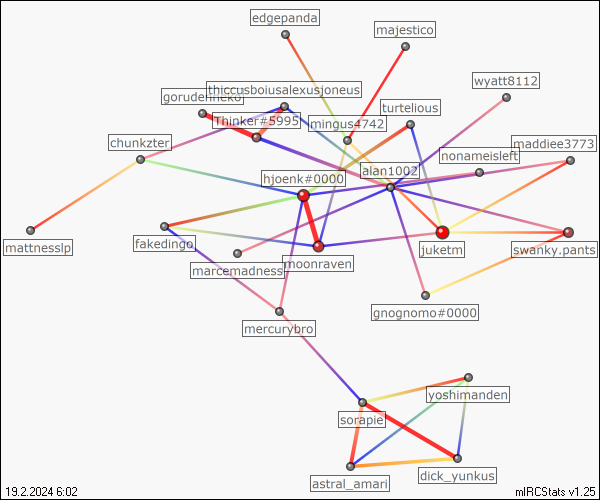 edgepanda
majestico
wyatt8112
thiccusboiusalexusjoneus
turtelious
Thinker#5995
mingus4742
chunkzter
maddiee3773
nonameisleft
alan1002
hjoenk#0000
mattnesslp
fakedingo
juketm
swanky.pants
moonraven
marcemadness
gnognomo#0000
mercurybro
yoshimanden
sorapie
dick_yunkus
astral_amari
19.2.2024 6:02
mIRCStats v1.25